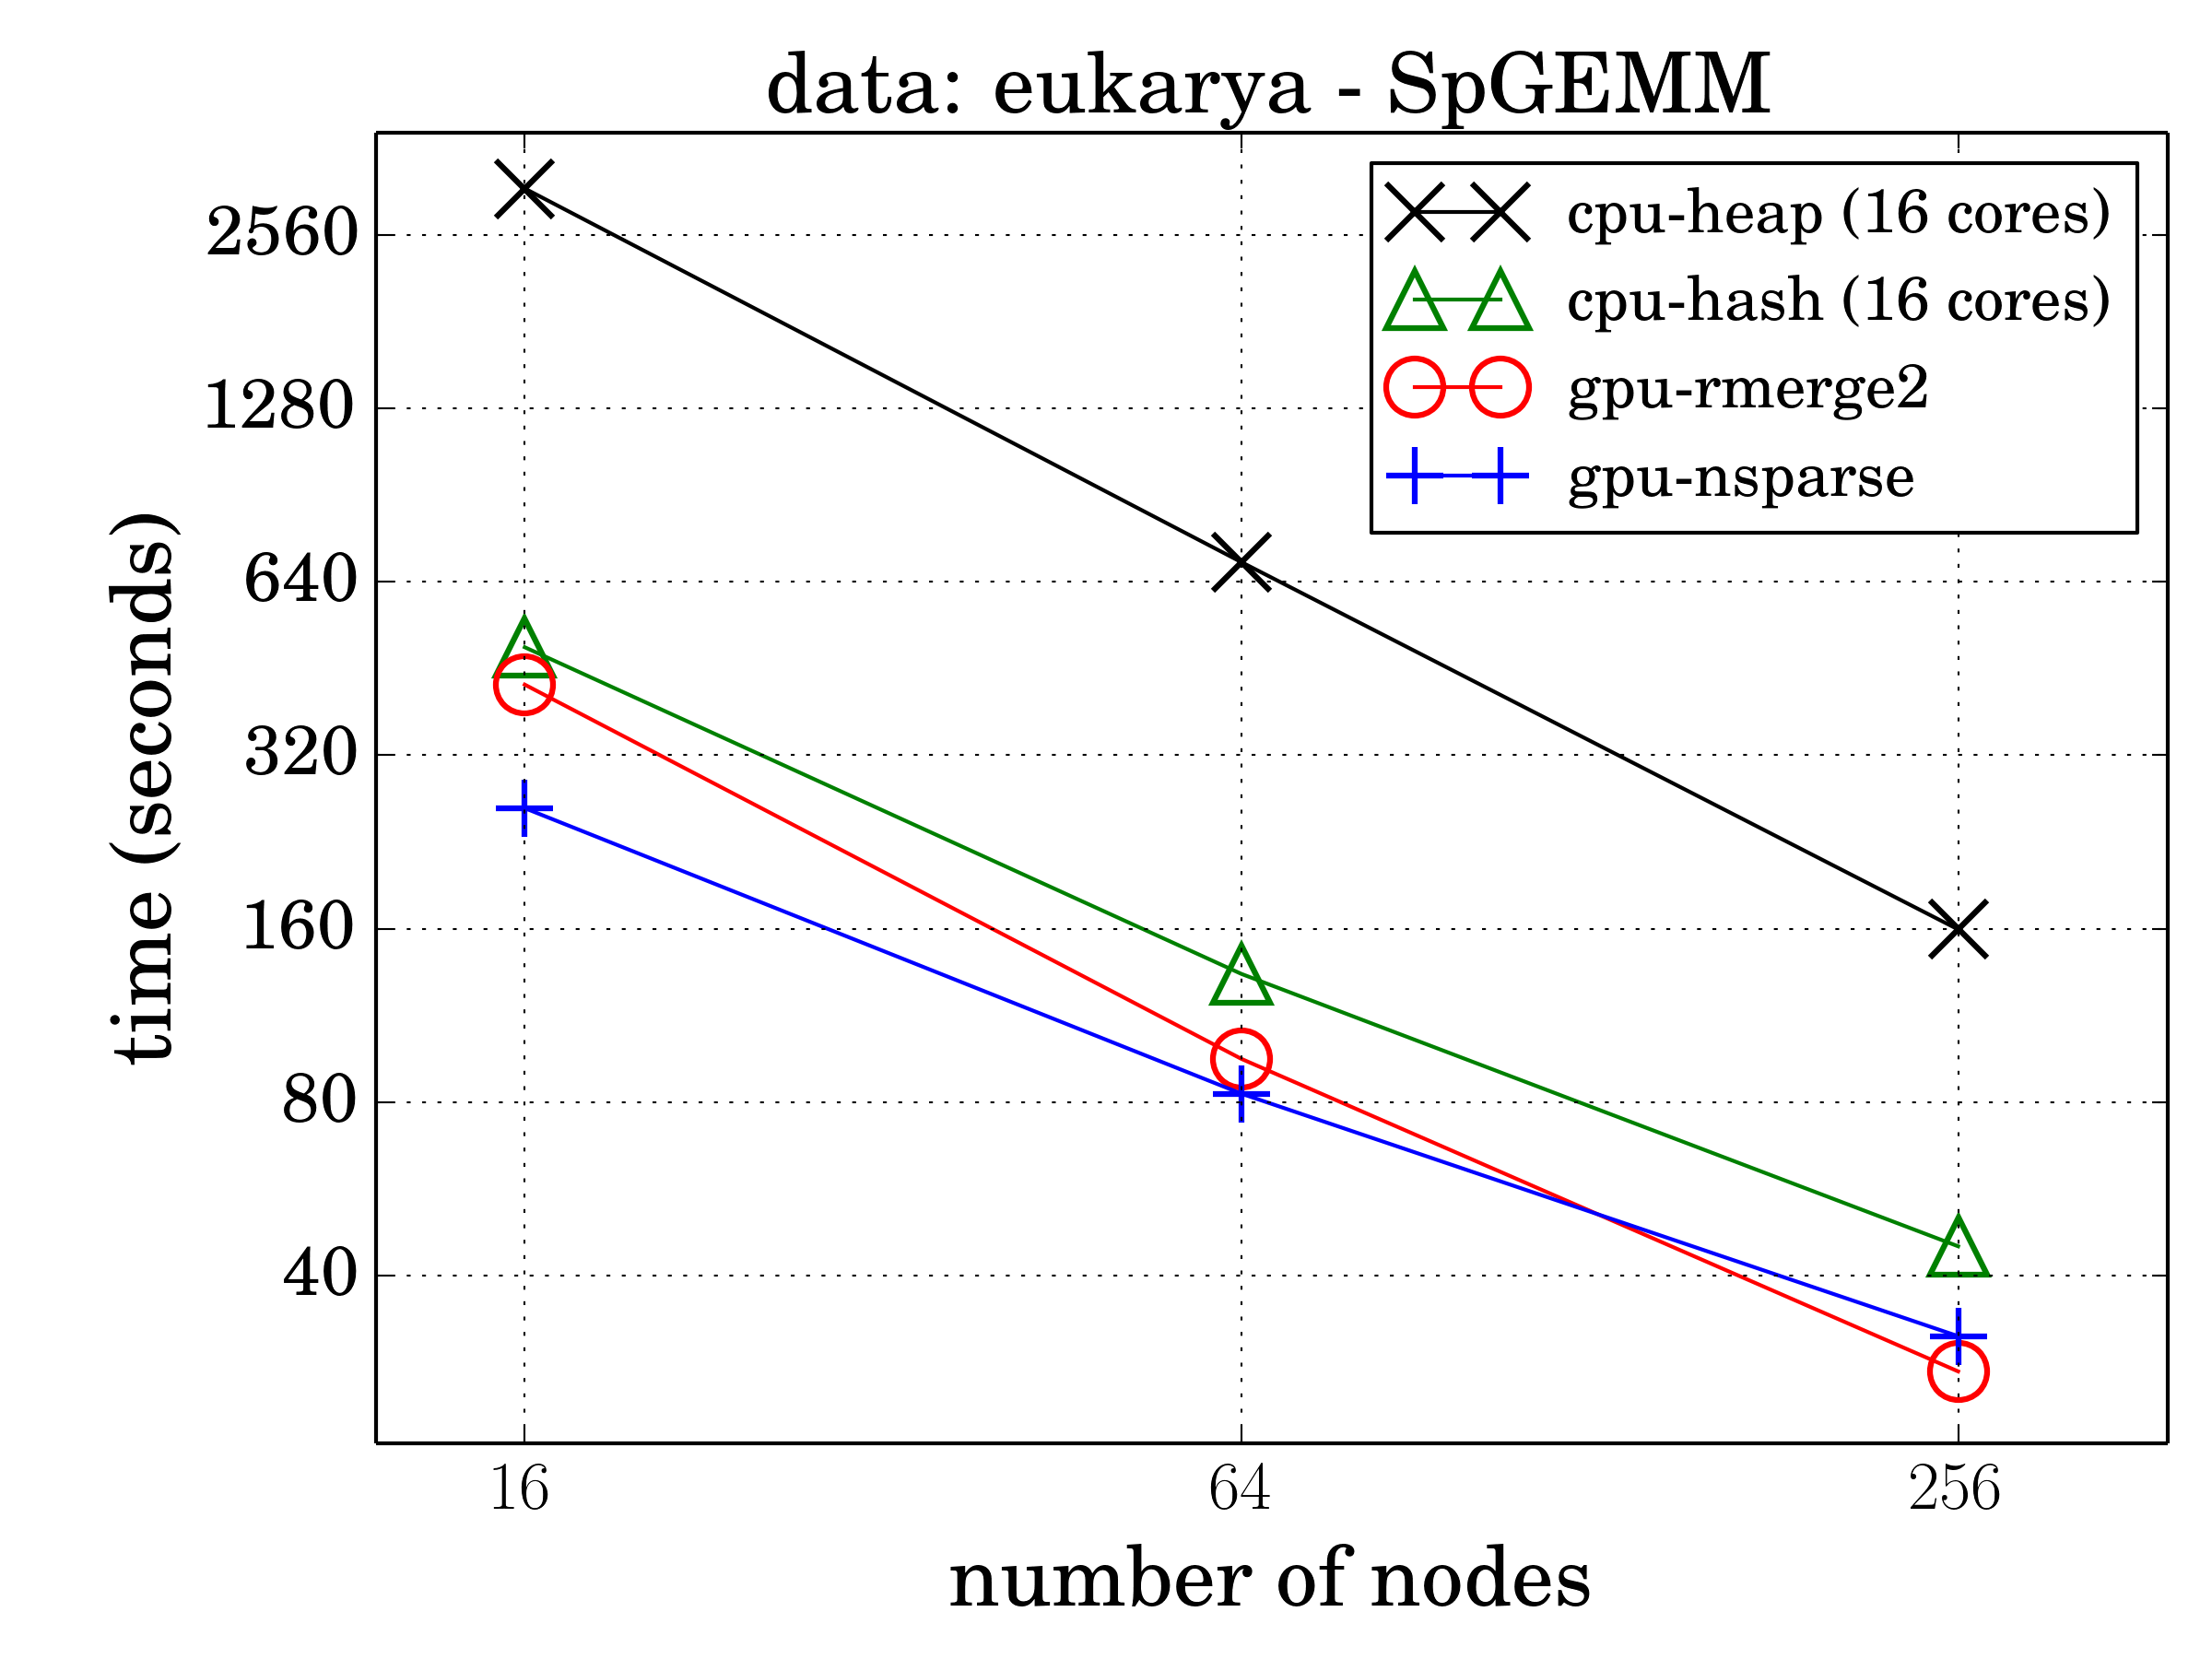 data: eukarya - SpGEMM
cpu-heap (16 cores)
cpu-hash (16 cores)
gpu-rmerge2
gpu-nsparse
time (seconds)
2560
1280
640
320
160
80
40
16
64
256
number of nodes